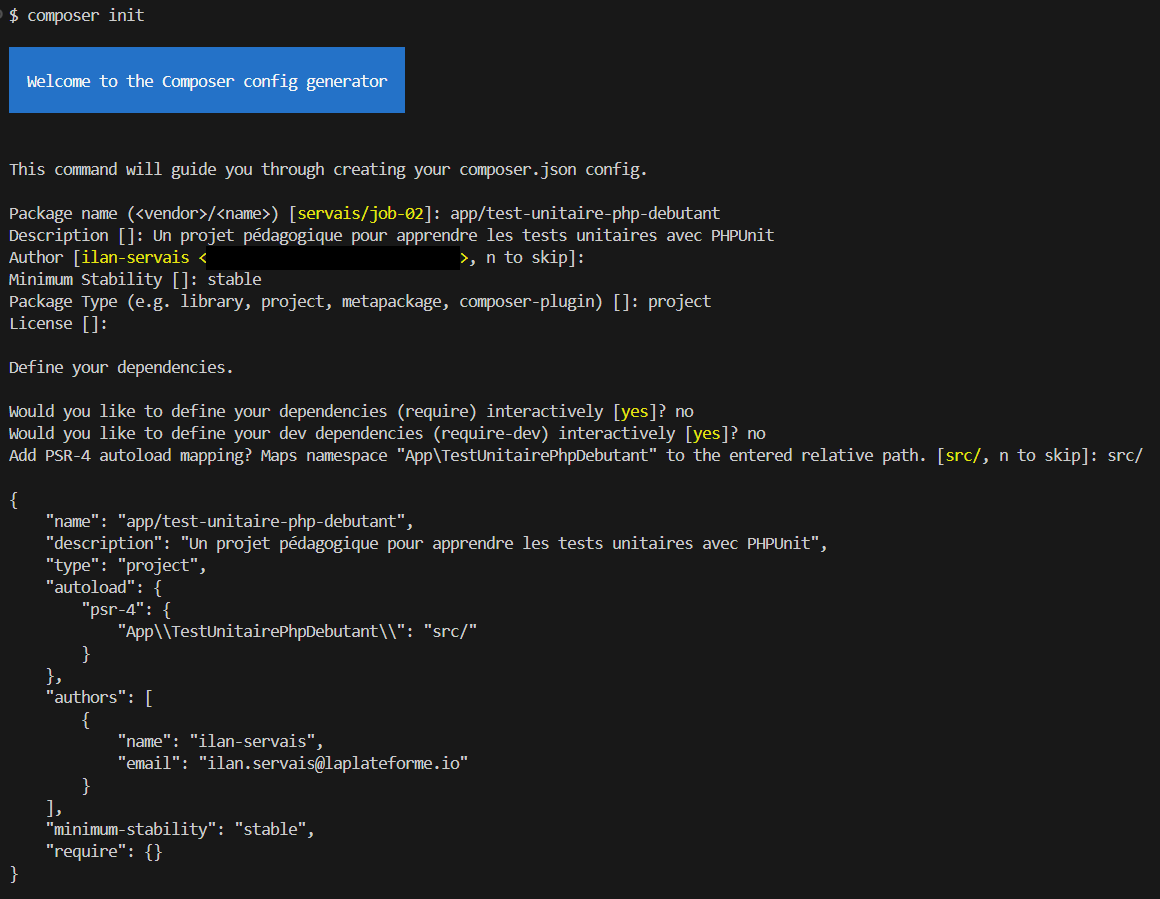 $ composer init
Welcome to the Composer config generator
This command will guide you through creating your composer.json config.
Package name (<vendor>/<name>) [servais/job-02]: app/test-unitaire-php-debutant
Description []: Un projet pédagogique pour apprendre les tests unitaires avec PHPUnit
Author [ilan-servais <>, n to skip]:
Minimum Stability []: stable
Package Type (e.g. library, project, metapackage, composer-plugin) []: project
License []:
Define your dependencies.
Would you like to define your dependencies (require) interactively [yes]? no
Would you like to define your dev dependencies (require-dev) interactively [yes]? no
Add PSR-4 autoload mapping? Maps namespace "App\TestUnitairePhpDebutant" to the entered relative path. [src/, n to skip]: src/
{
    "name": "app/test-unitaire-php-debutant",
    "description": "Un projet pédagogique pour apprendre les tests unitaires avec PHPUnit",
    "type": "project",
    "autoload": {
        "psr-4": {
            "App\\TestUnitairePhpDebutant\\": "src/"
        }
    },
    "authors": [
        {
            "name": "ilan-servais",
            "email": "ilan.servais@laplateforme.io"
        }
    ],
    "minimum-stability": "stable",
    "require": {}
}